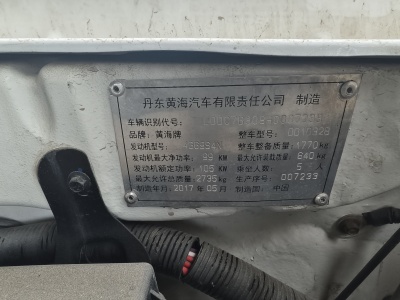 丹东黄海汽车有限责任公司 制造
车辆识别代号:
品牌: 黄海牌 整车型号:
发动机型号: 整车整备质量 1770 kg
发动机最大净功率: 99 KW 最大允许装载质量 640 kg
发动机额定功率: 105 KW 乘坐人数 5 人
最大允许总质量 2735 kg 生产序号: 007233
制造年月: 2017 年 05 月 制造国: 中国